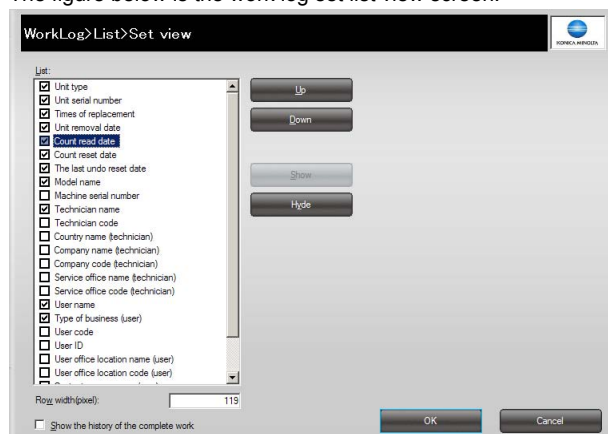 The figure below is the work log set list view screen.
WorkLog>List>Set view
KONICA MINOLTA
List:
Unit type
Unit serial number
Times of replacement
Unit removal date
Count read date
Count reset date
The last undo reset date
Model name
Machine serial number
Technician name
Technician code
Country name (technician)
Company name (technician)
Company code (technician)
Service office name (technician)
Service office code (technician)
User name
Type of business (user)
User code
User ID
User office location name (user)
User office location code (user)
Up
Down
Show
Hyde
Row width(pixel): 119
Show the history of the complete work
OK
Cancel